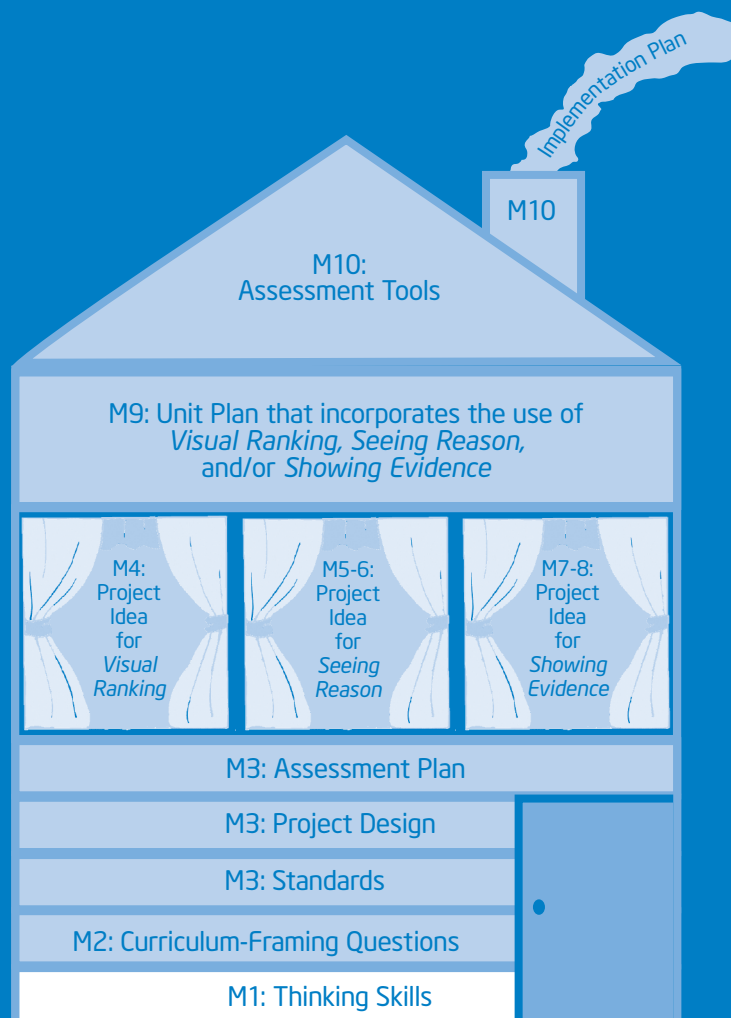 Implementation Plan
M10
M10:
Assessment Tools
M9: Unit Plan that incorporates the use of
Visual Ranking, Seeing Reason,
and/or Showing Evidence
M4:
Project
Idea
for
Visual
Ranking
M5-6:
Project
Idea
for
Seeing
Reason
M7-8:
Project
Idea
for
Showing
Evidence
M3: Assessment Plan
M3: Project Design
M3: Standards
M2: Curriculum-Framing Questions
M1: Thinking Skills